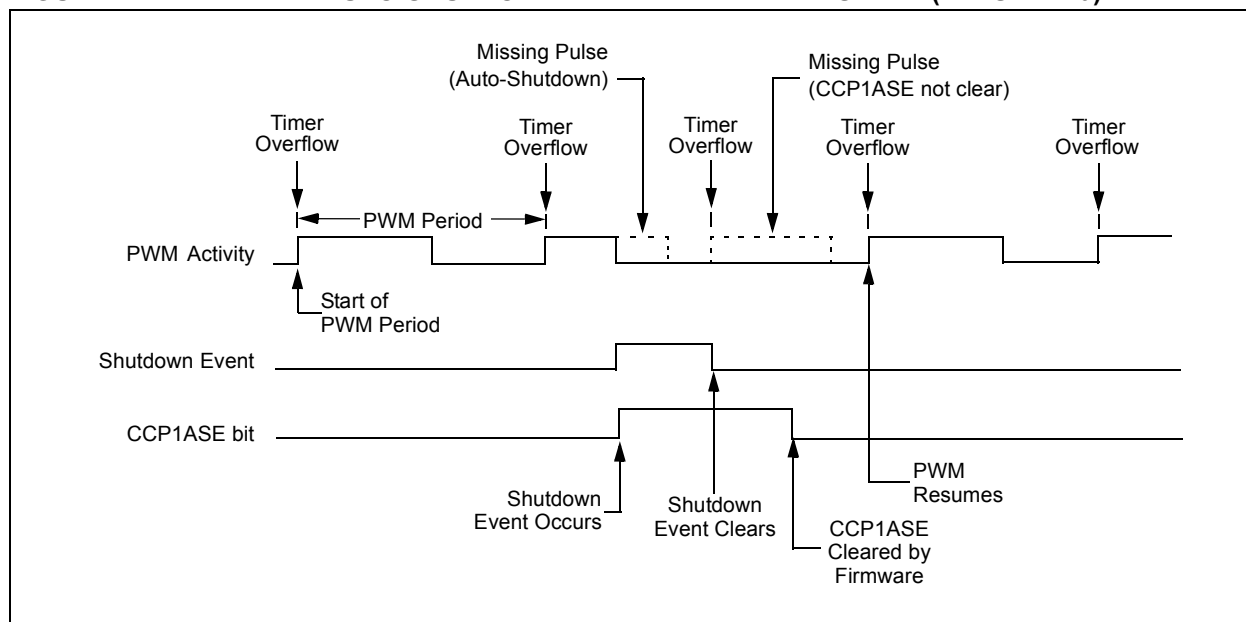 Missing Pulse
(Auto-Shutdown)
Missing Pulse
(CCP1ASE not clear)
Timer
Overflow
Timer
Overflow
Timer
Overflow
Timer
Overflow
Timer
Overflow
PWM Period
PWM Activity
Start of
PWM Period
Shutdown Event
CCP1ASE bit
Shutdown
Event Occurs
Shutdown
Event Clears
CCP1ASE
Cleared by
Firmware
PWM
Resumes